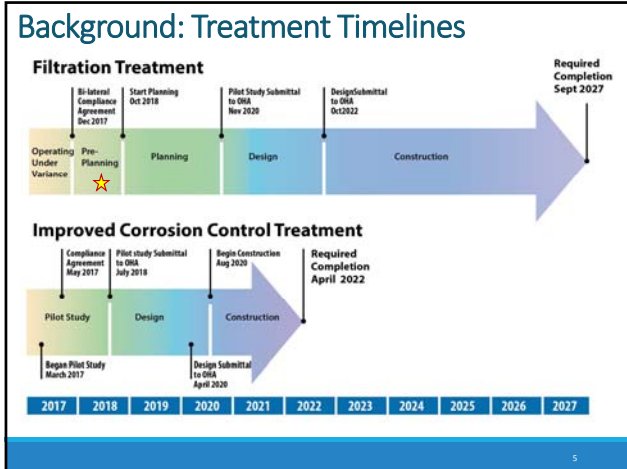 Background: Treatment Timelines
Filtration Treatment
Required
Completion
Sept 2027
Bi-lateral
Compliance
Agreement
Dec 2017
Start Planning
Oct 2018
Pilot Study Submittal
to OHA
Nov 2020
DesignSubmittal
to OHA
Oct2022
Operating
Under
Variance
Pre-
Planning
Planning
Design
Construction
Improved Corrosion Control Treatment
Compliance
Agreement
May 2017
Pilot study Submittal
to OHA
July 2018
Begin Construction
Aug 2020
Required
Completion
April 2022
Pilot Study
Design
Construction
Began Pilot Study
March 2017
Design Submittal
to OHA
April 2020
2017 2018 2019 2020 2021 2022 2023 2024 2025 2026 2027
5